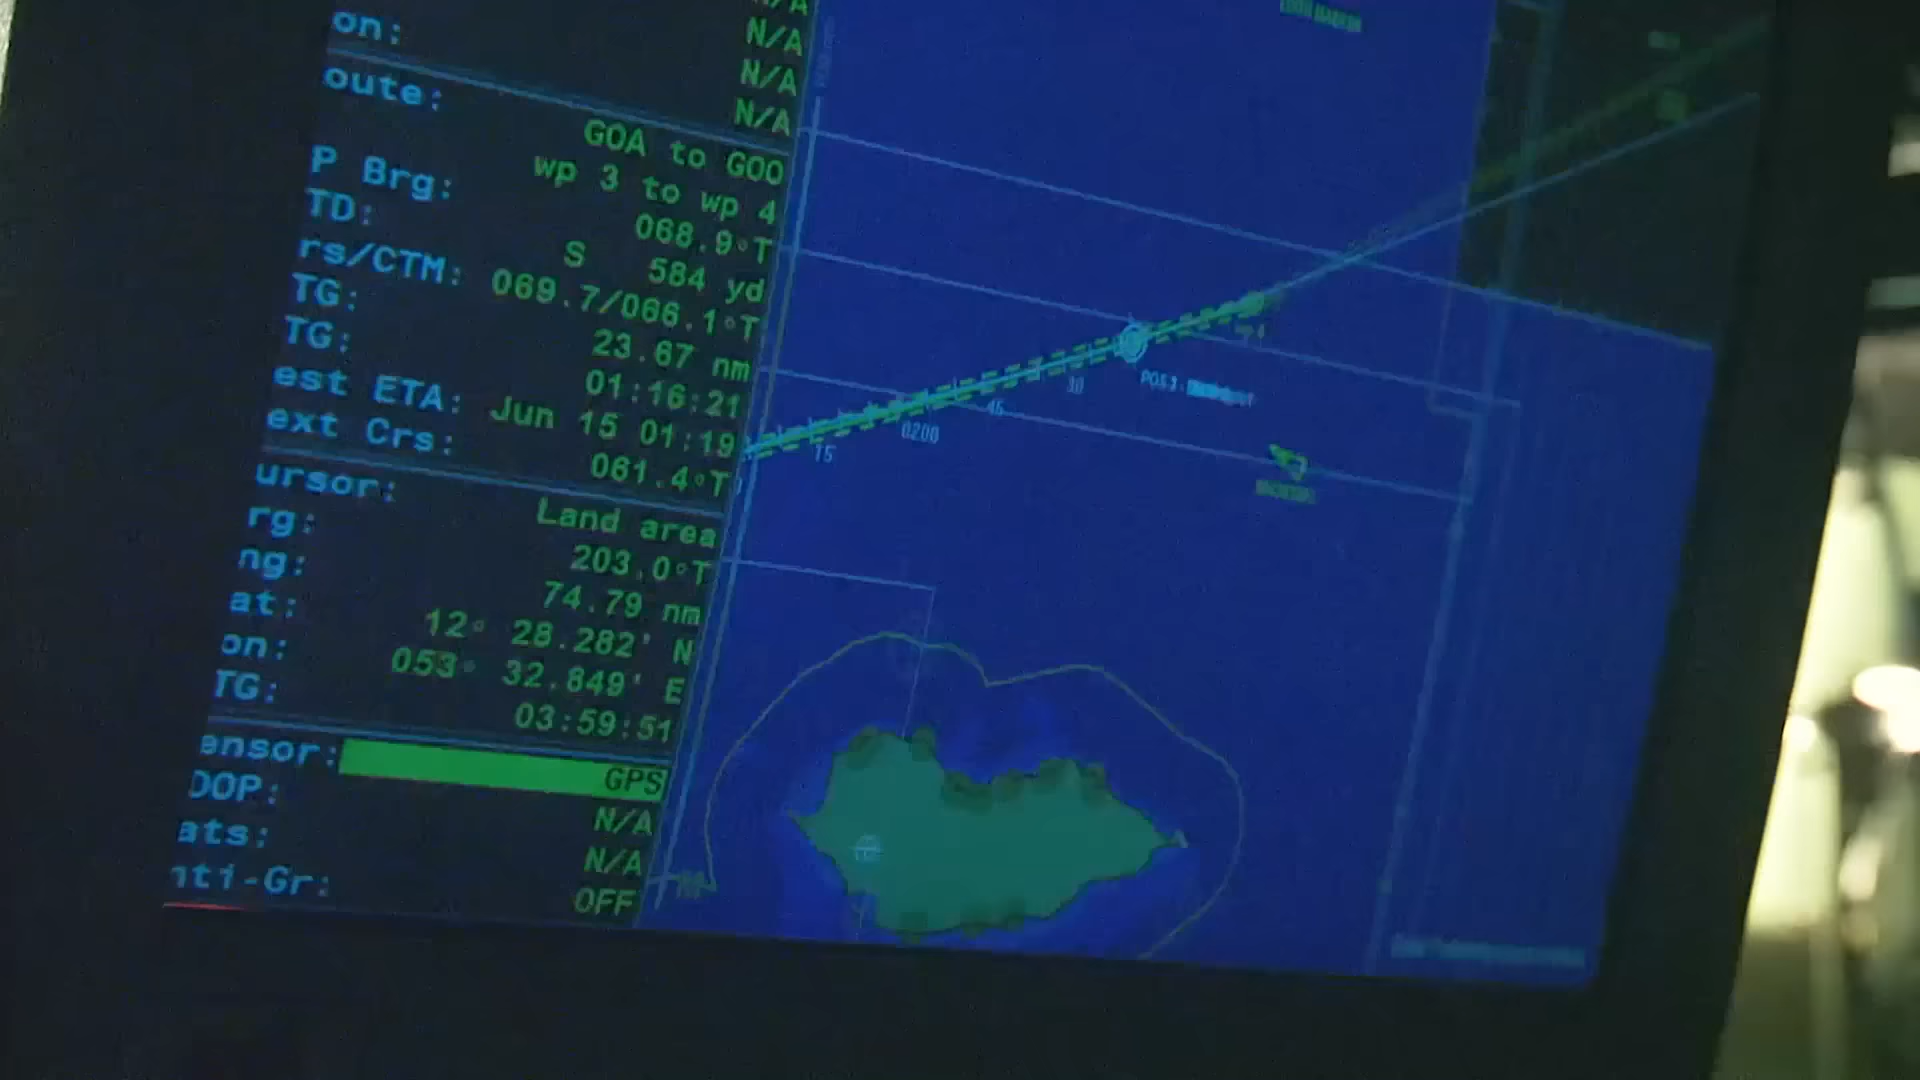 on: N/A
N/A
N/A
N/A
oute: GOA to GOO
wp 3 to wp 4
P Brg: 068.9°T
TD: S 584 yd
rs/CTM: 069.7/066.1°T
TG: 23.67 nm
TG: 01:16:21
est ETA: Jun 15 01:19
ext Crs: 061.4°T
ursor: Land area
rg: 203.0°T
ng: 74.79 nm
at: 12° 28.282' N
on: 053° 32.849' E
TG: 03:59:51
ensor: GPS
DOP: N/A
ats: N/A
nti-Gr: OFF
15
0200
45
30